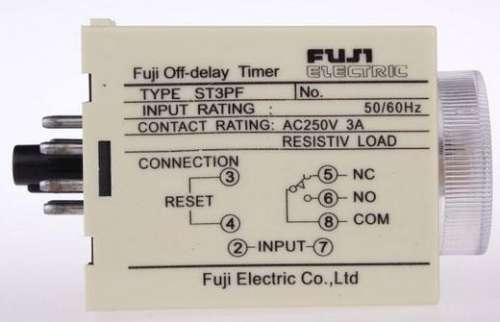 FUJI
ELECTRIC
Fuji Off-delay Timer
TYPE ST3PF No.
INPUT RATING : 50/60Hz
CONTACT RATING: AC250V 3A
RESISTIV LOAD
CONNECTION
3
RESET
4
5 NC
6 NO
8 COM
2 INPUT 7
Fuji Electric Co.,Ltd